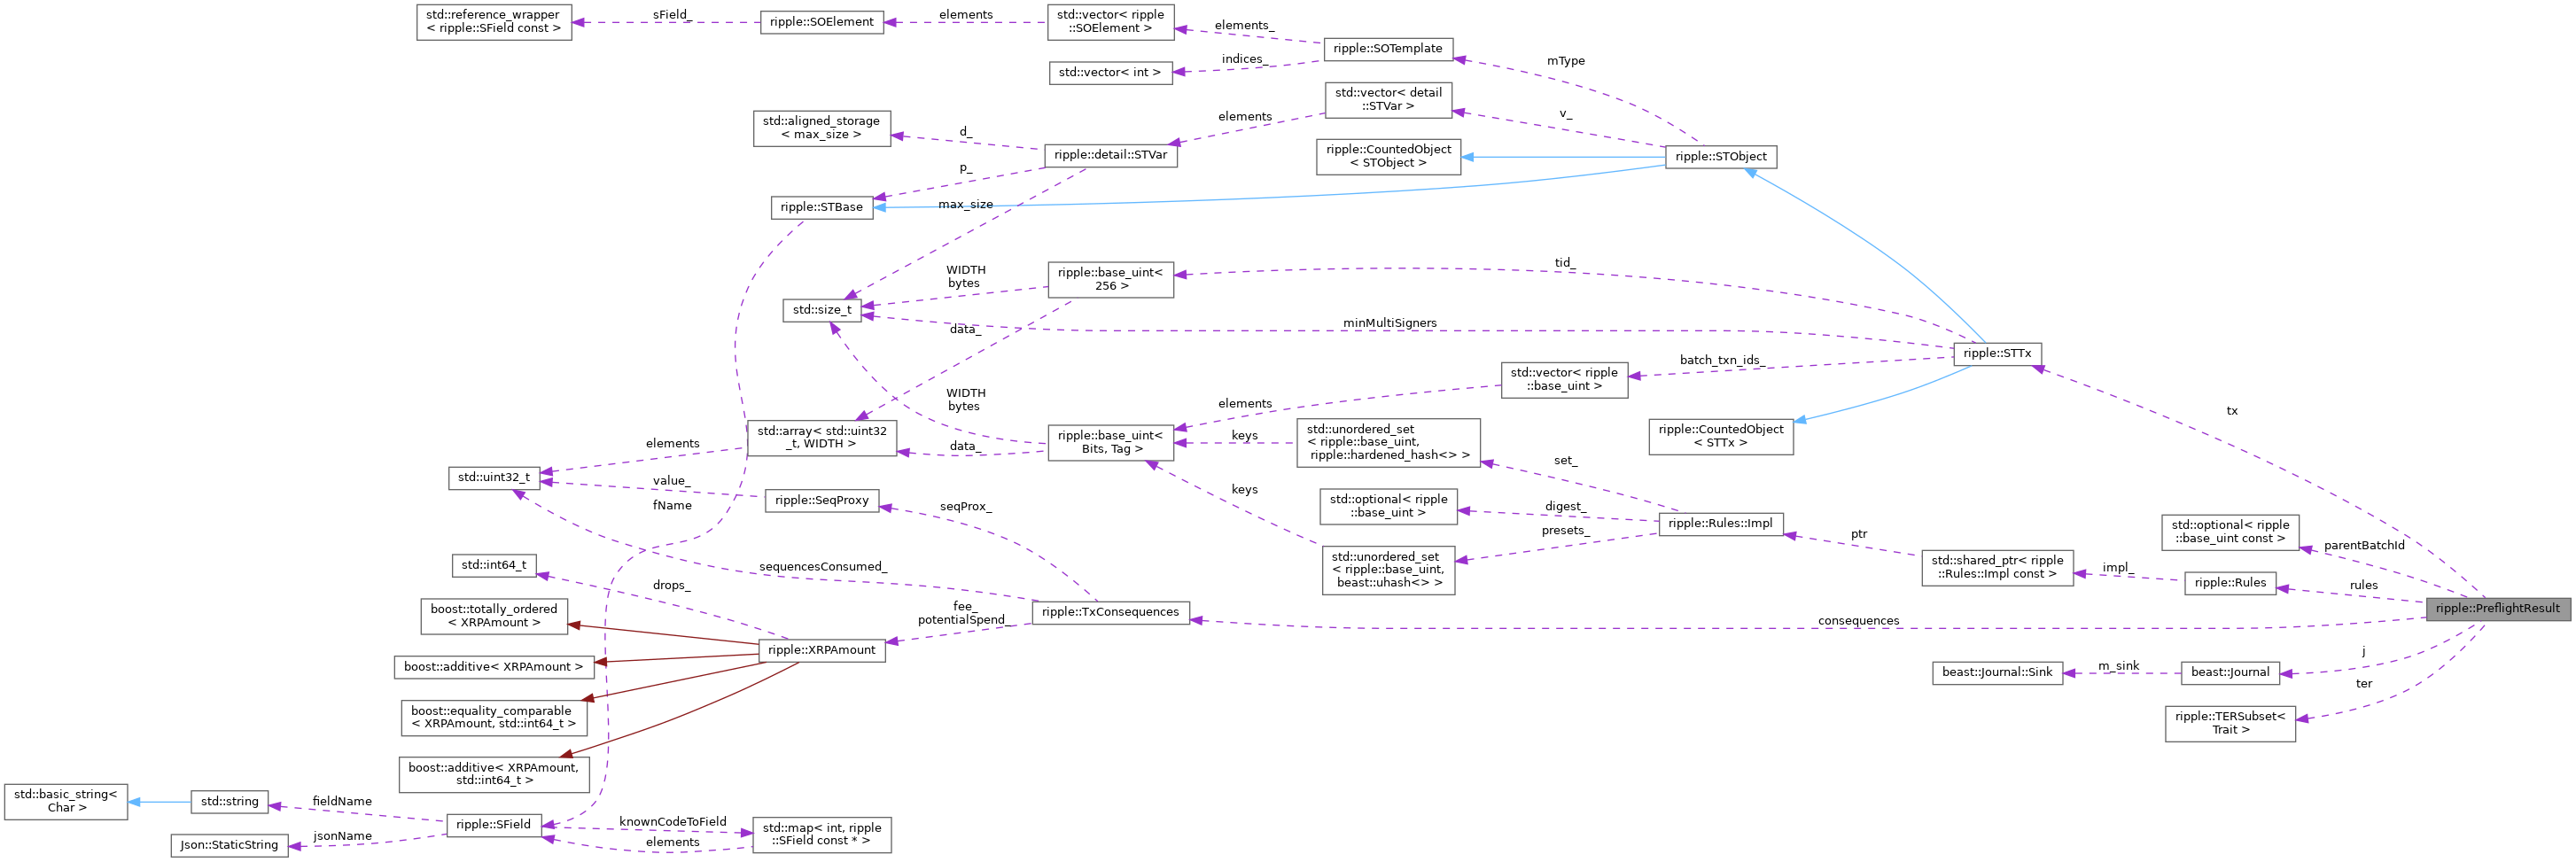 std::reference_wrapper
< ripple::SField const >
sField_
ripple::SOElement
elements
std::vector< ripple
::SOElement >
elements_
ripple::SOTemplate
indices_
std::vector< int >
mType
std::vector< detail
::STVar >
v_
elements
std::aligned_storage
< max_size >
d_
ripple::detail::STVar
ripple::CountedObject
< STObject >
ripple::STObject
p_
ripple::STBase
max_size
WIDTH
bytes
ripple::base_uint<
256 >
tid_
std::size_t
data_
minMultiSigners
ripple::STTx
batch_txn_ids_
std::vector< ripple
::base_uint >
WIDTH
bytes
elements
tx
std::array< std::uint32
_t, WIDTH >
elements
data_
ripple::base_uint<
Bits, Tag >
keys
std::unordered_set
< ripple::base_uint,
ripple::hardened_hash<> >
ripple::CountedObject
< STTx >
set_
std::uint32_t
value_
ripple::SeqProxy
fName
seqProx_
keys
std::optional< ripple
::base_uint >
digest_
presets_
ripple::Rules::Impl
ptr
std::optional< ripple
::base_uint const >
parentBatchId
std::unordered_set
< ripple::base_uint,
beast::uhash<> >
std::shared_ptr< ripple
::Rules::Impl const >
impl_
ripple::Rules
rules
std::int64_t
drops_
sequencesConsumed_
fee_
potentialSpend_
ripple::TxConsequences
consequences
ripple::PreflightResult
boost::totally_ordered
< XRPAmount >
ripple::XRPAmount
boost::additive< XRPAmount >
beast::Journal::Sink
m_sink
beast::Journal
j
ter
boost::equality_comparable
< XRPAmount, std::int64_t >
ripple::TERSubset<
Trait >
boost::additive< XRPAmount,
std::int64_t >
std::basic_string<
Char >
std::string
fieldName
ripple::SField
knownCodeToField
elements
std::map< int, ripple
::SField const * >
Json::StaticString
jsonName